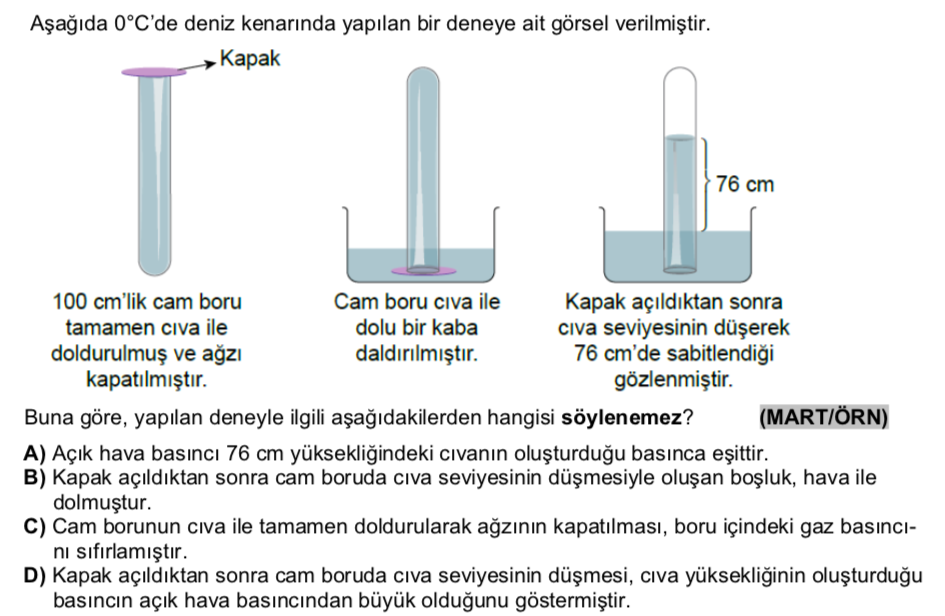 Aşağıda 0°C'de deniz kenarında yapılan bir deneye ait görsel verilmiştir.
Kapak
76 cm
100 cm'lik cam boru
tamamen cıva ile
doldurulmuş ve ağzı
kapatılmıştır.
Cam boru cıva ile
dolu bir kaba
daldırılmıştır.
Kapak açıldıktan sonra
cıva seviyesinin düşerek
76 cm'de sabitlendiği
gözlenmiştir.
Buna göre, yapılan deneyle ilgili aşağıdakilerden hangisi söylenemez? (MART/ÖRN)
A) Açık hava basıncı 76 cm yüksekliğindeki cıvanın oluşturduğu basınca eşittir.
B) Kapak açıldıktan sonra cam boruda cıva seviyesinin düşmesiyle oluşan boşluk, hava ile
dolmuştur.
C) Cam borunun cıva ile tamamen doldurularak ağzının kapatılması, boru içindeki gaz basıncı-
nı sıfırlamıştır.
D) Kapak açıldıktan sonra cam boruda cıva seviyesinin düşmesi, cıva yüksekliğinin oluşturduğu
basıncın açık hava basıncından büyük olduğunu göstermiştir.